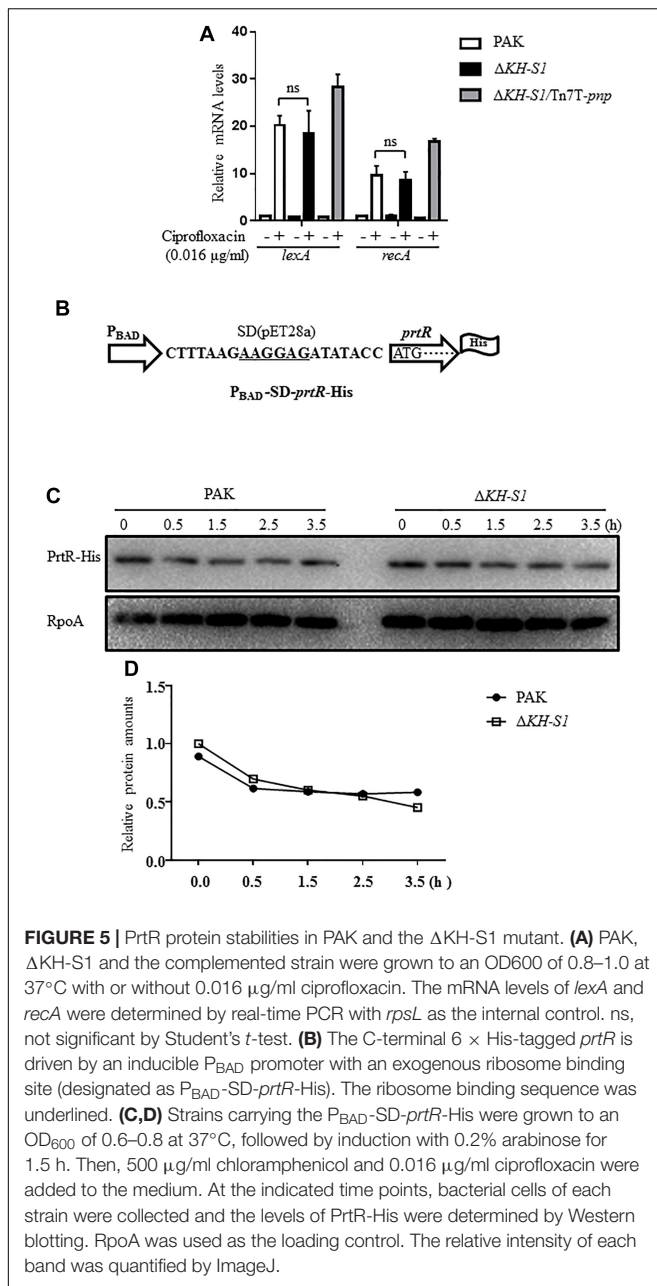 A
PAK
ΔKH-S1
ΔKH-S1/Tn7T-pnp
Relative mRNA levels
40
30
20
10
0
ns
ns
Ciprofloxacin - + - + - + - + - + - +
(0.016 µg/ml) lexA recA
B
P_BAD SD(pET28a) prtR His
CTTTAAGAAGGAGATATACC ATG
P_BAD-SD-prtR-His
C
PAK ΔKH-S1
0 0.5 1.5 2.5 3.5 0 0.5 1.5 2.5 3.5 (h)
PrtR-His
RpoA
D
Relative protein amounts
1.5
1.0
0.5
0.0
PAK
ΔKH-S1
0.0 0.5 1.5 2.5 3.5 (h)
FIGURE 5 | PrtR protein stabilities in PAK and the ΔKH-S1 mutant. (A) PAK,
ΔKH-S1 and the complemented strain were grown to an OD600 of 0.8–1.0 at
37°C with or without 0.016 µg/ml ciprofloxacin. The mRNA levels of lexA and
recA were determined by real-time PCR with rpsL as the internal control. ns,
not significant by Student's t-test. (B) The C-terminal 6 × His-tagged prtR is
driven by an inducible P_BAD promoter with an exogenous ribosome binding
site (designated as P_BAD-SD-prtR-His). The ribosome binding sequence was
underlined. (C,D) Strains carrying the P_BAD-SD-prtR-His were grown to an
OD₆₀₀ of 0.6–0.8 at 37°C, followed by induction with 0.2% arabinose for
1.5 h. Then, 500 µg/ml chloramphenicol and 0.016 µg/ml ciprofloxacin were
added to the medium. At the indicated time points, bacterial cells of each
strain were collected and the levels of PrtR-His were determined by Western
blotting. RpoA was used as the loading control. The relative intensity of each
band was quantified by ImageJ.